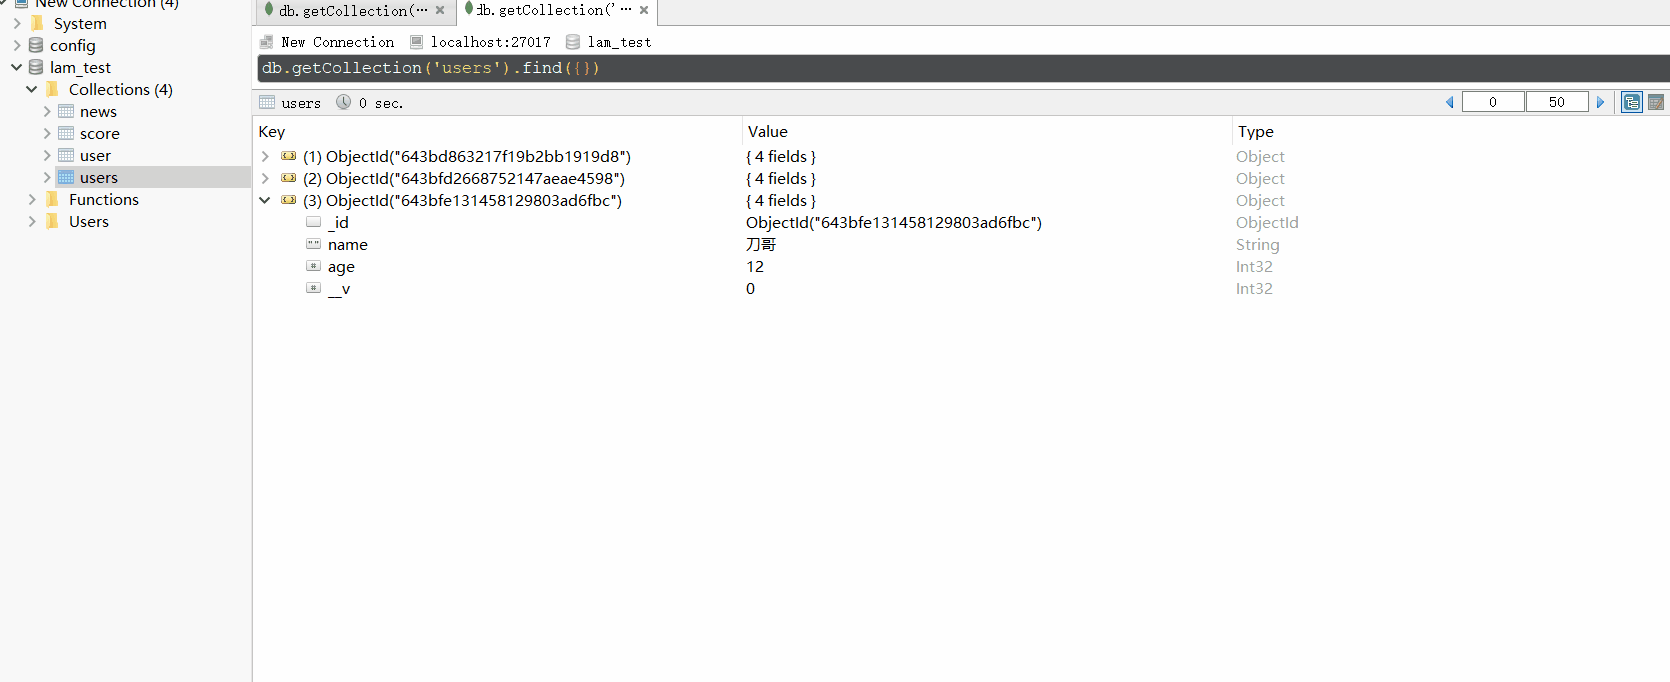 New Connection (4)
System
config
lam_test
Collections (4)
news
score
user
users
Functions
Users
db.getCollection(··· db.getCollection('···
New Connection localhost:27017 lam_test
db.getCollection('users').find({})
users 0 sec. 0 50
Key Value Type
(1) ObjectId("643bd863217f19b2bb1919d8") { 4 fields } Object
(2) ObjectId("643bfd2668752147aeae4598") { 4 fields } Object
(3) ObjectId("643bfe131458129803ad6fbc") { 4 fields } Object
_id ObjectId("643bfe131458129803ad6fbc") ObjectId
name 刀哥 String
age 12 Int32
__v 0 Int32